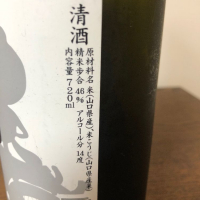 清酒
原材料名 米(山口県産)、米こうじ(山口県産米)
精米歩合 46% アルコール分 14度
内容量 720ml